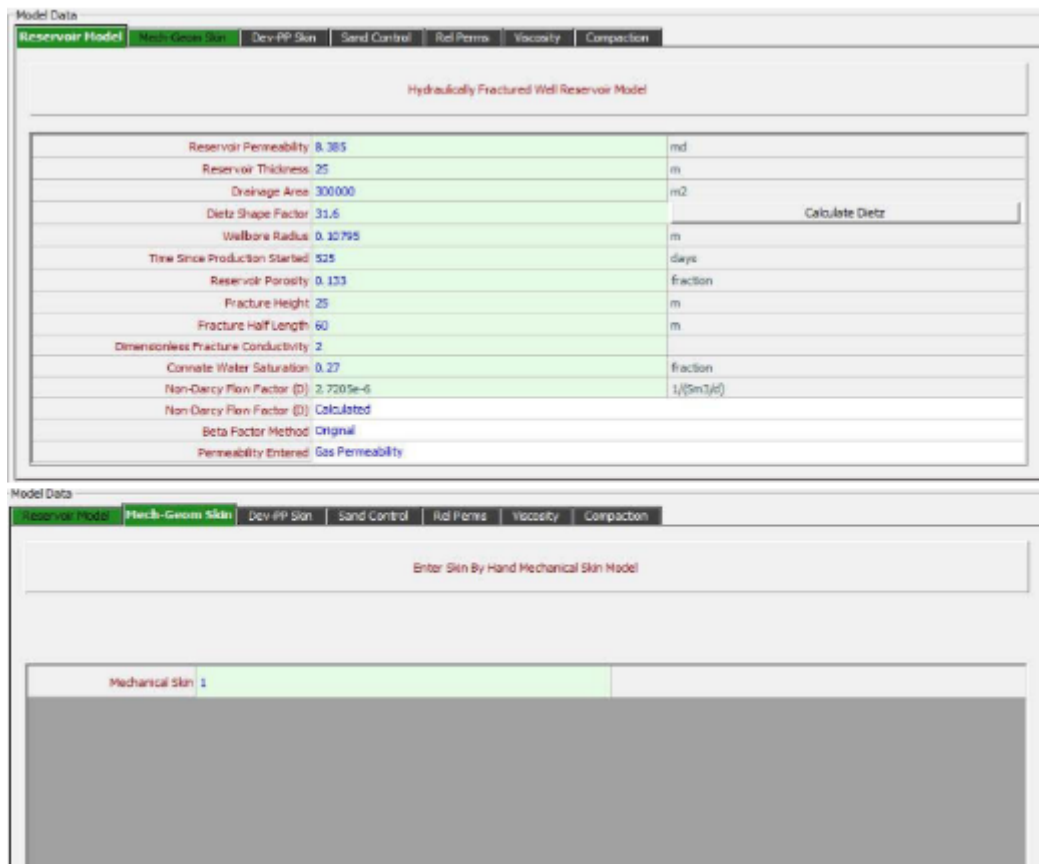 Model Data
Reservoir Model Mech-Geom Skin Dev-PP Skin Sand Control Rel Perms Viscosity Compaction
Hydraulically Fractured Well Reservoir Model
Reservoir Permeability 8.385 md
Reservoir Thickness 25 m
Drainage Area 300000 m2
Dietz Shape Factor 31.6 Calculate Dietz
Wellbore Radius 0.10795 m
Time Since Production Started 525 days
Reservoir Porosity 0.133 fraction
Fracture Height 25 m
Fracture Half Length 60 m
Dimensionless Fracture Conductivity 2
Connate Water Saturation 0.27 fraction
Non-Darcy Flow Factor (D) 2.7205e-6 1/(Sm3/d)
Non-Darcy Flow Factor (D) Calculated
Beta Factor Method Original
Permeability Entered Gas Permeability
Model Data
Reservoir Model Mech-Geom Skin Dev-PP Skin Sand Control Rel Perms Viscosity Compaction
Enter Skin By Hand Mechanical Skin Model
Mechanical Skin 1